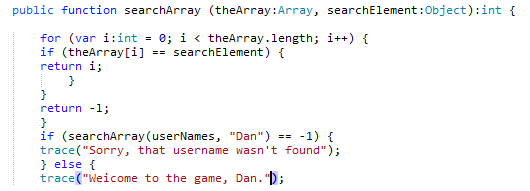 public function searchArray (theArray:Array, searchElement:Object):int {
for (var i:int = 0; i < theArray.length; i++) {
if (theArray[i] == searchElement) {
return i;
}
}
return -1;
}
if (searchArray(userNames, "Dan") == -1) {
trace("Sorry, that username wasn't found");
} else {
trace("Welcome to the game, Dan.");